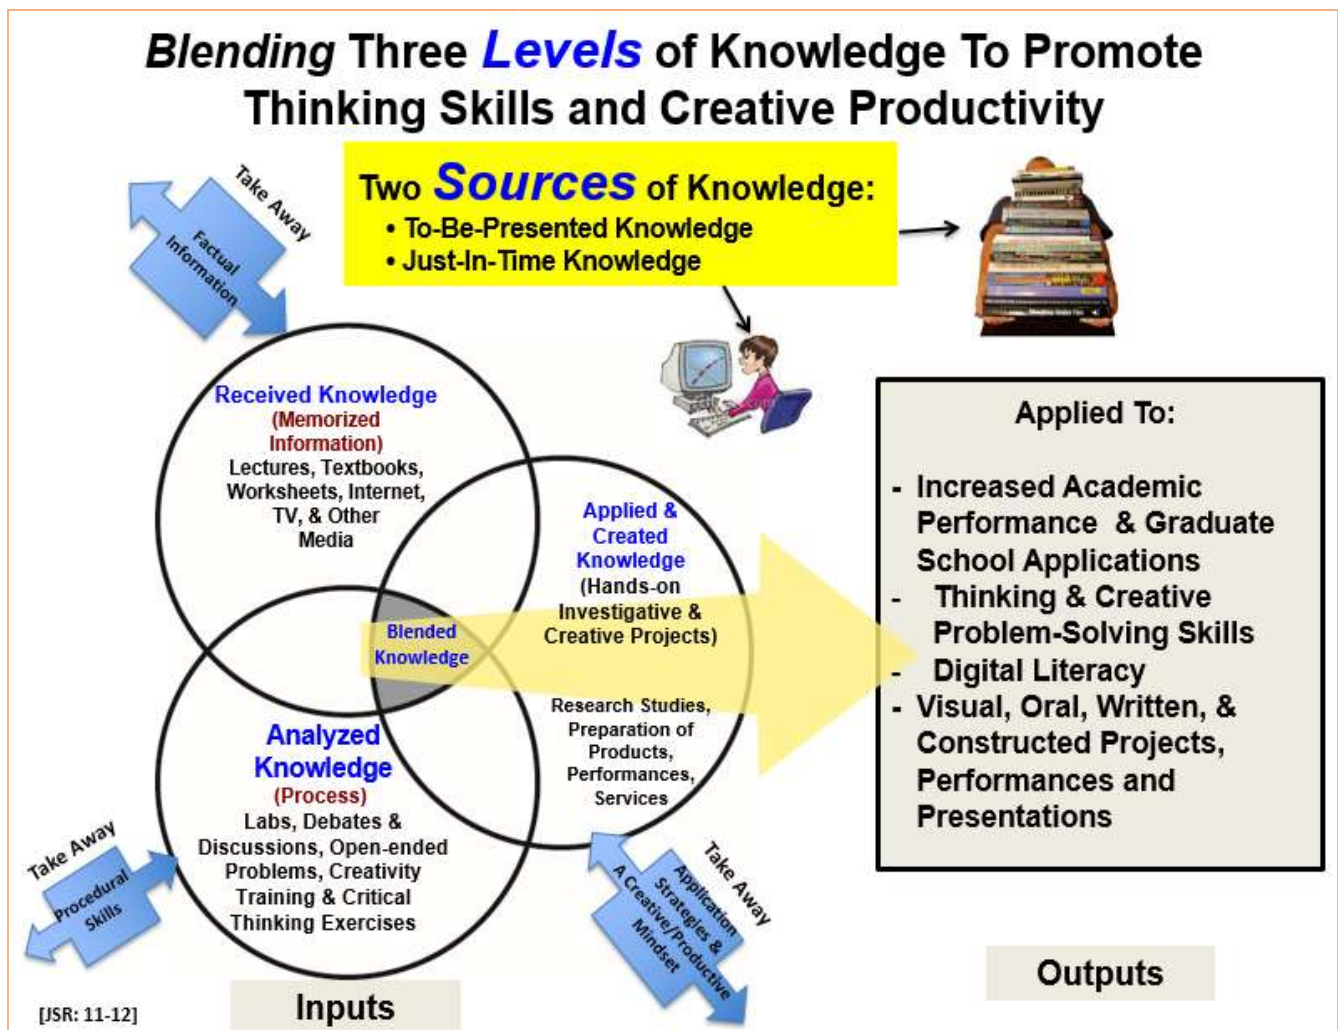 Blending Three Levels of Knowledge To Promote
Thinking Skills and Creative Productivity
Two Sources of Knowledge:
• To-Be-Presented Knowledge
• Just-In-Time Knowledge
Take Away
Factual
Information
Received Knowledge
(Memorized
Information)
Lectures, Textbooks,
Worksheets, Internet,
TV, & Other
Media
Applied &
Created
Knowledge
(Hands-on
Investigative &
Creative Projects)
Research Studies,
Preparation of
Products,
Performances,
Services
Blended
Knowledge
Analyzed
Knowledge
(Process)
Labs, Debates &
Discussions, Open-ended
Problems, Creativity
Training & Critical
Thinking Exercises
Take Away
Procedural
Skills
Take Away
Application
Strategies &
A Creative/Productive
Mindset
Applied To:
- Increased Academic
Performance & Graduate
School Applications
- Thinking & Creative
Problem-Solving Skills
- Digital Literacy
- Visual, Oral, Written, &
Constructed Projects,
Performances and
Presentations
Inputs
Outputs
[JSR: 11-12]